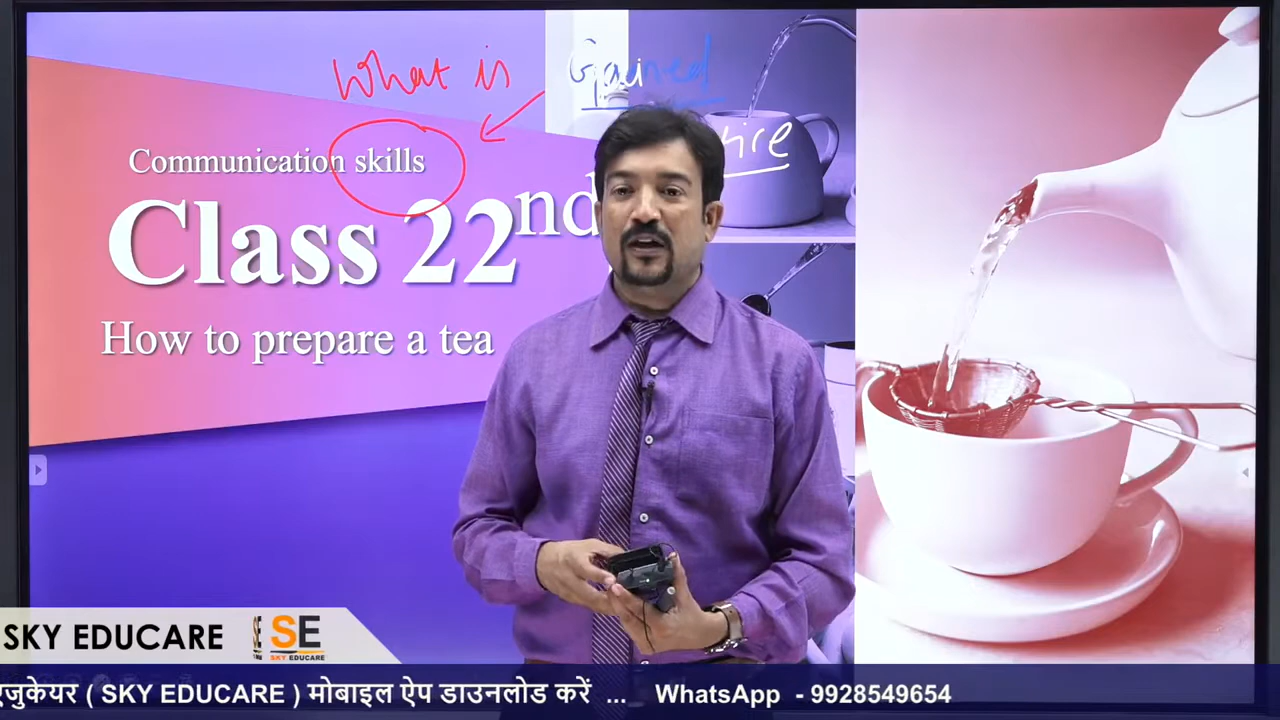 What is Gained
Communication skills
Class 22nd
How to prepare a tea
SKY EDUCARE SE
SKY EDUCARE
एजुकेयर ( SKY EDUCARE ) मोबाइल ऐप डाउनलोड करें ... WhatsApp - 9928549654